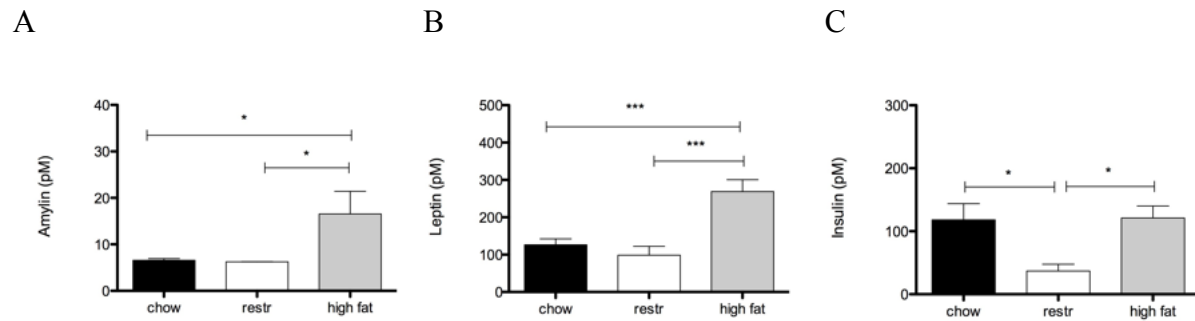 A
Amylin (pM)
40
30
20
10
0
*
*
chow restr high fat
B
Leptin (pM)
500
400
300
200
100
0
***
***
chow restr high fat
C
Insulin (pM)
300
200
100
0
* *
chow restr high fat